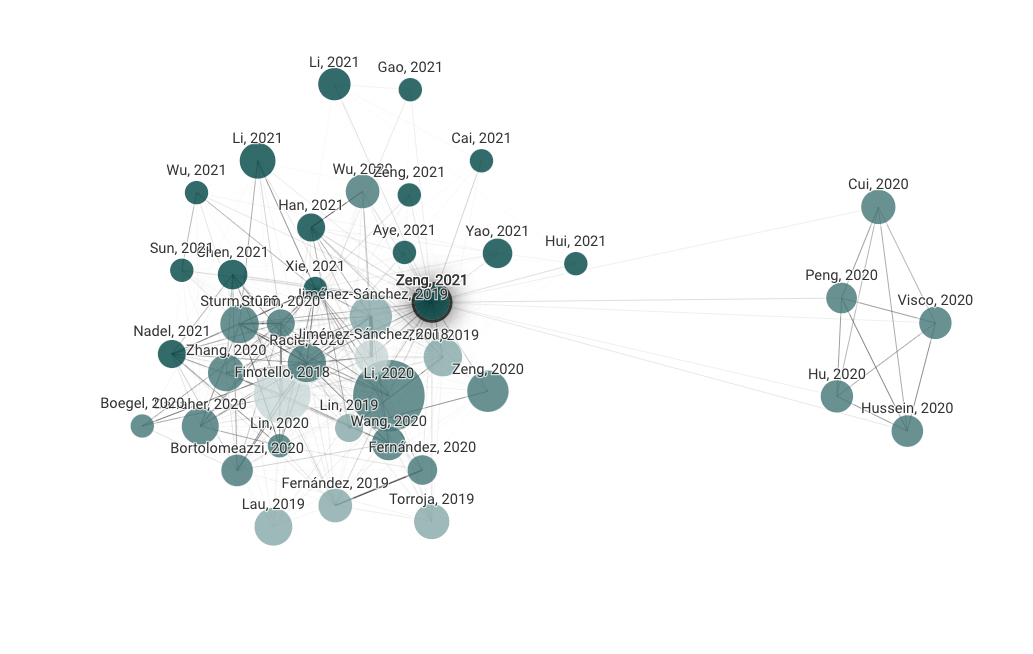 Li, 2021
Gao, 2021
Li, 2021
Cai, 2021
Wu, 2021
Wu, 2020
Zeng, 2021
Cui, 2020
Han, 2021
Aye, 2021
Yao, 2021
Hui, 2021
Sun, 2021
Chen, 2021
Xie, 2021
Peng, 2020
Zeng, 2021
Jiménez-Sánchez, 2019
Sturm, 2020
Sturm, 2020
Visco, 2020
Nadel, 2021
Racle, 2020
Jiménez-Sánchez, 2018
2019
Zhang, 2020
Finotello, 2018
Li, 2020
Zeng, 2020
Hu, 2020
Boegel, 2020
her, 2020
Lin, 2019
Hussein, 2020
Lin, 2020
Wang, 2020
Bortolomeazzi, 2020
Fernández, 2020
Fernández, 2019
Lau, 2019
Torroja, 2019